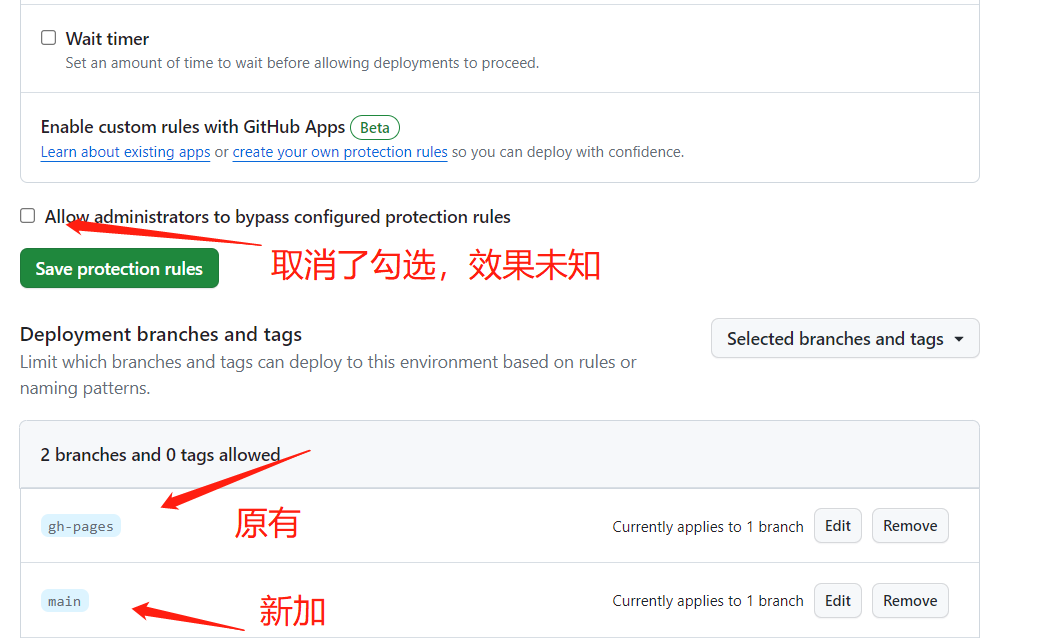 Wait timer
Set an amount of time to wait before allowing deployments to proceed.
Enable custom rules with GitHub Apps Beta
Learn about existing apps or create your own protection rules so you can deploy with confidence.
Allow administrators to bypass configured protection rules
取消了勾选，效果未知
Save protection rules
Deployment branches and tags
Selected branches and tags
Limit which branches and tags can deploy to this environment based on rules or
naming patterns.
2 branches and 0 tags allowed
gh-pages
原有
Currently applies to 1 branch Edit Remove
main
新加
Currently applies to 1 branch Edit Remove